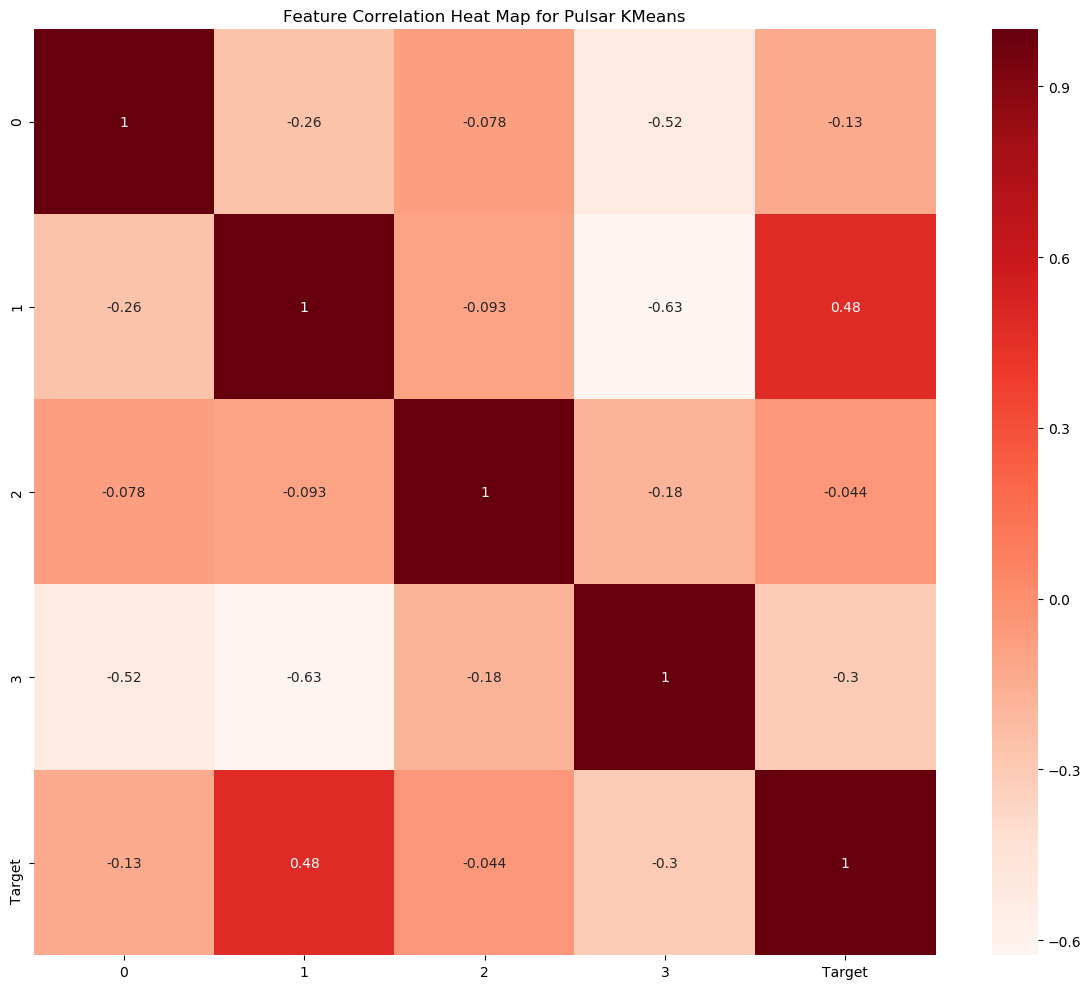 Feature Correlation Heat Map for Pulsar KMeans
0 1 -0.26 -0.078 -0.52 -0.13
1 -0.26 1 -0.093 -0.63 0.48
2 -0.078 -0.093 1 -0.18 -0.044
3 -0.52 -0.63 -0.18 1 -0.3
Target -0.13 0.48 -0.044 -0.3 1
0 1 2 3 Target
0.9
0.6
0.3
0.0
−0.3
−0.6